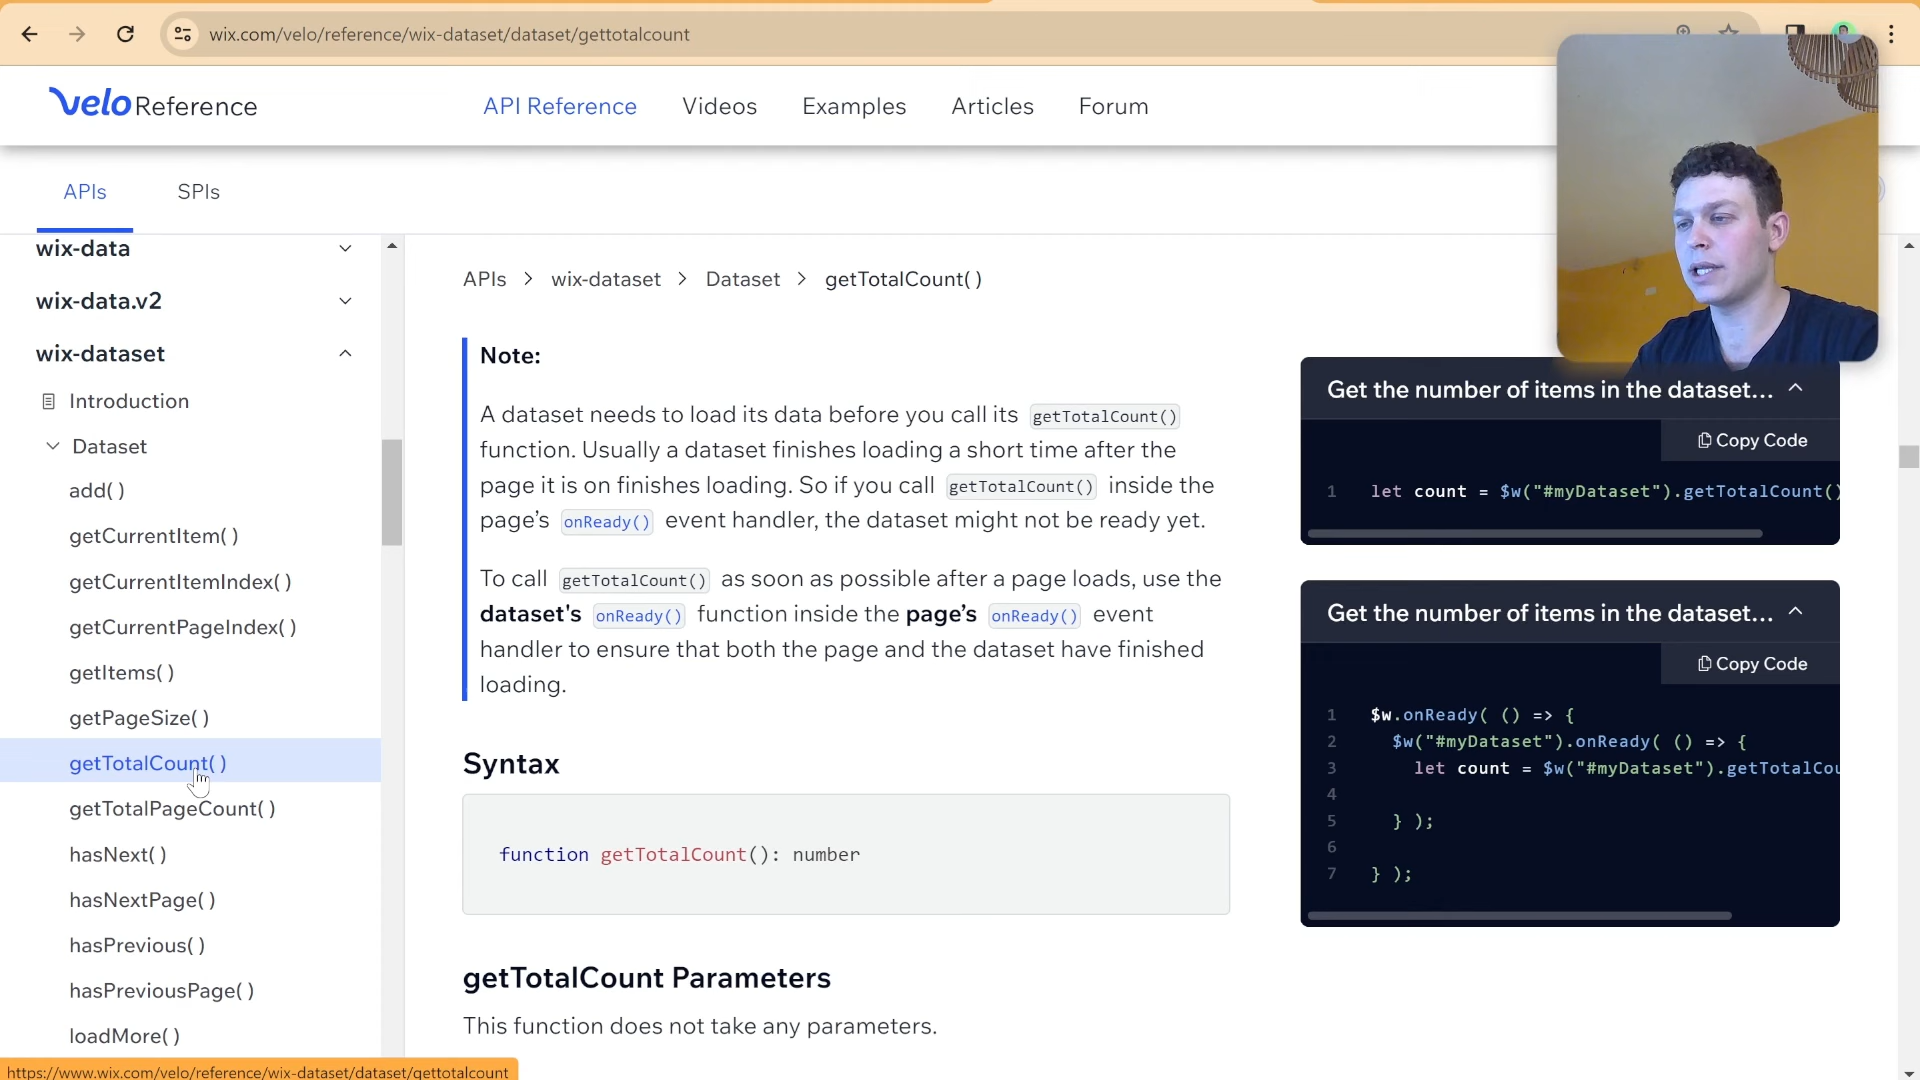 wix.com/velo/reference/wix-dataset/dataset/gettotalcount
velo Reference
API Reference
Videos
Examples
Articles
Forum
APIs
SPIs
wix-data
wix-data.v2
wix-dataset
Introduction
Dataset
add( )
getCurrentItem( )
getCurrentItemIndex( )
getCurrentPageIndex( )
getItems( )
getPageSize( )
getTotalCount( )
getTotalPageCount( )
hasNext( )
hasNextPage( )
hasPrevious( )
hasPreviousPage( )
loadMore( )
https://www.wix.com/velo/reference/wix-dataset/dataset/gettotalcount
APIs > wix-dataset > Dataset > getTotalCount( )
Note:
A dataset needs to load its data before you call its getTotalCount()
function. Usually a dataset finishes loading a short time after the
page it is on finishes loading. So if you call getTotalCount() inside the
page’s onReady() event handler, the dataset might not be ready yet.
To call getTotalCount() as soon as possible after a page loads, use the
dataset's onReady() function inside the page’s onReady() event
handler to ensure that both the page and the dataset have finished
loading.
Syntax
function getTotalCount(): number
getTotalCount Parameters
This function does not take any parameters.
Get the number of items in the dataset...
Copy Code
1 let count = $w("#myDataset").getTotalCount()
Get the number of items in the dataset...
Copy Code
1 $w.onReady( () => {
2 $w("#myDataset").onReady( () => {
3 let count = $w("#myDataset").getTotalCou
4
5 } );
6
7 } );